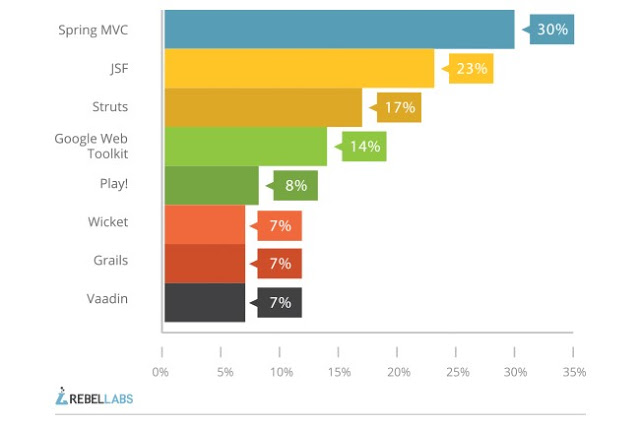 Spring MVC 30%
JSF 23%
Struts 17%
Google Web
Toolkit 14%
Play! 8%
Wicket 7%
Grails 7%
Vaadin 7%
0% 5% 10% 15% 20% 25% 30% 35%
REBELLABS